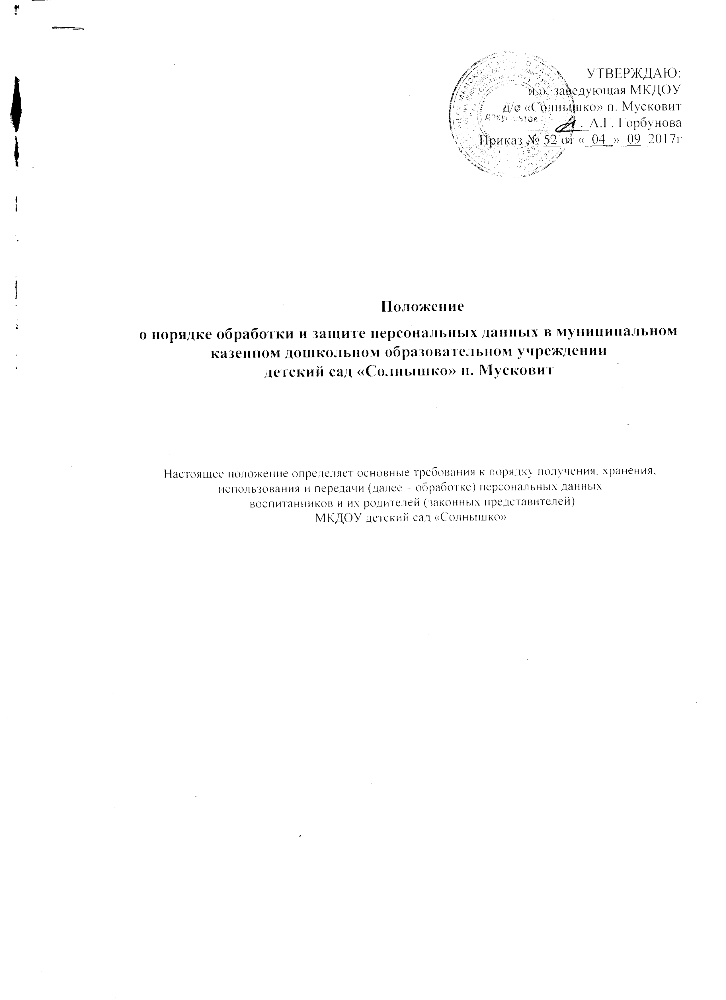 УТВЕРЖДАЮ:
и.о. заведующая МКДОУ
д/с «Солнышко» п. Мусковит
А.Г. Горбунова
Приказ № 52 от « 04 » 09 2017г
документов
«СОЛНЫШКО»
Положение
о порядке обработки и защите персональных данных в муниципальном
казенном дошкольном образовательном учреждении
детский сад «Солнышко» п. Мусковит
Настоящее положение определяет основные требования к порядку получения, хранения,
использования и передачи (далее – обработке) персональных данных
воспитанников и их родителей (законных представителей)
МКДОУ детский сад «Солнышко»